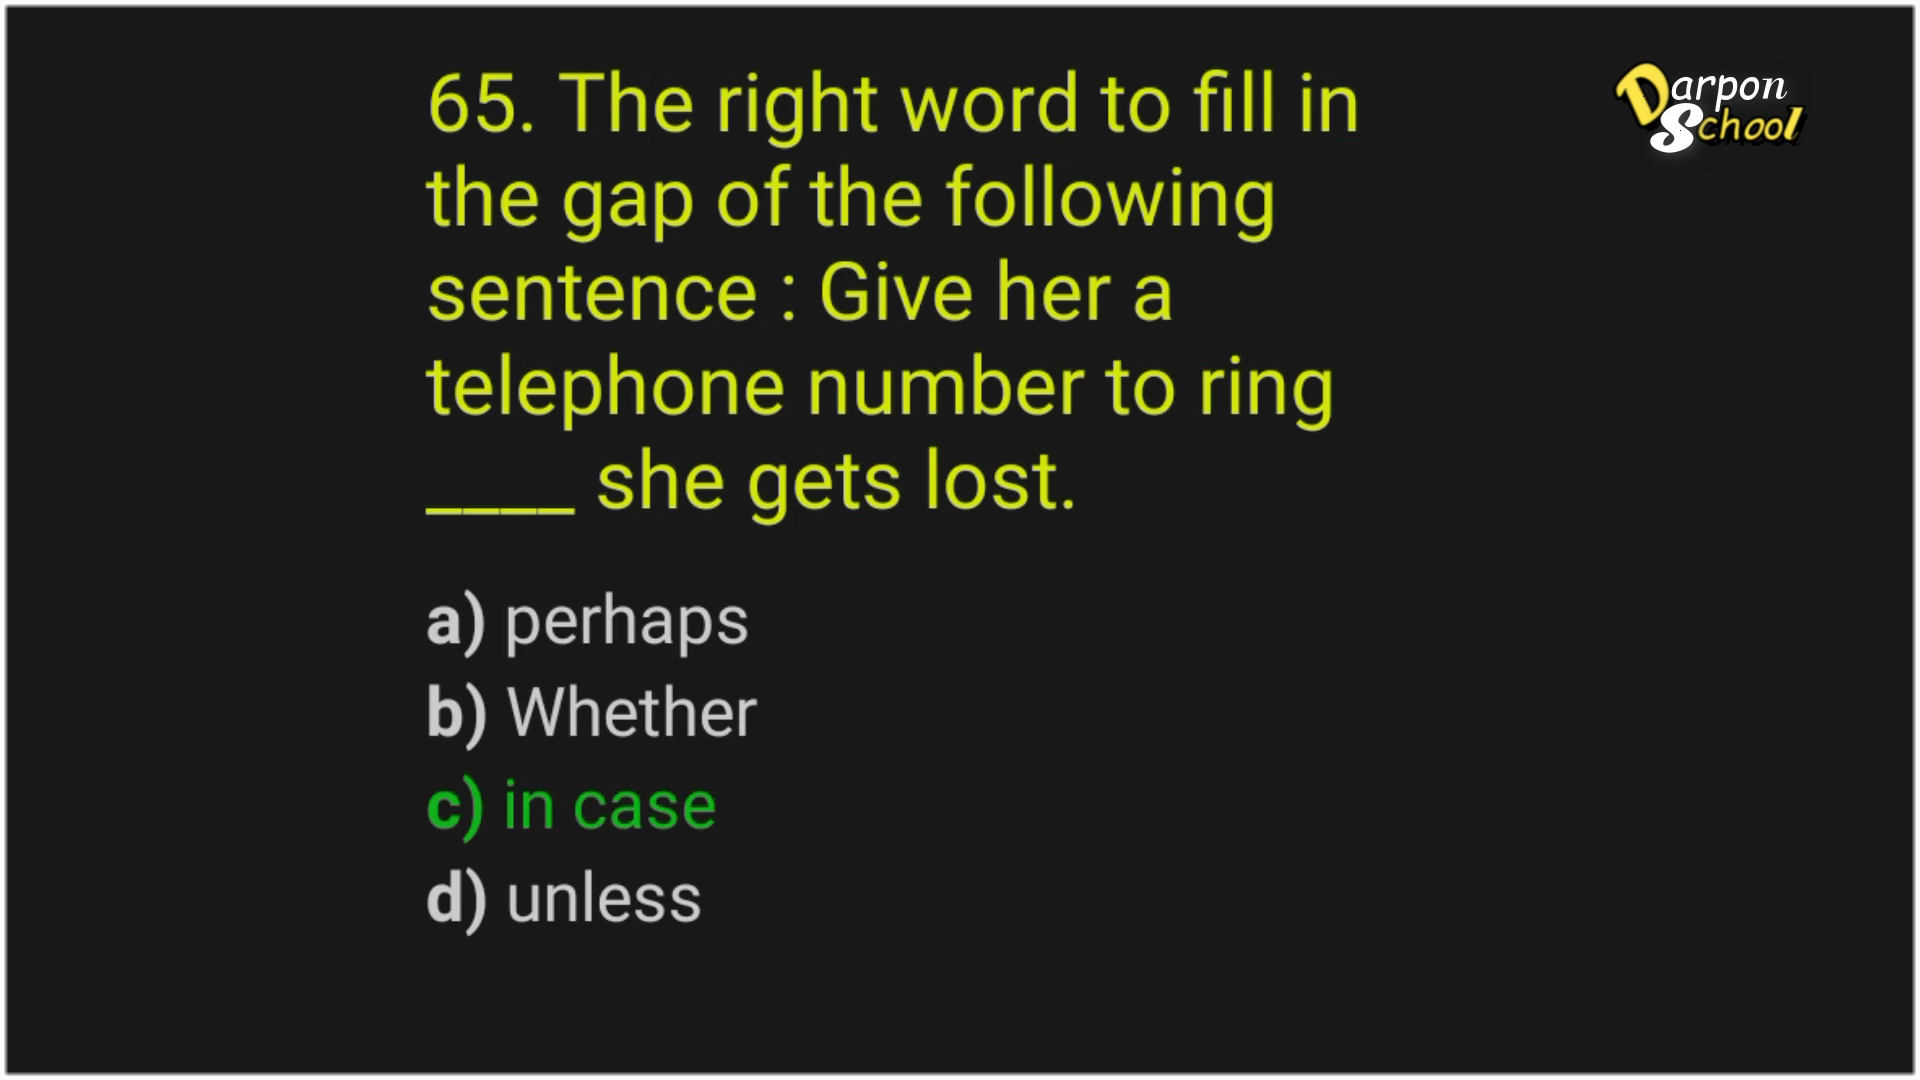 65. The right word to fill in
the gap of the following
sentence : Give her a
telephone number to ring
____ she gets lost.
a) perhaps
b) Whether
c) in case
d) unless
Darpon
School